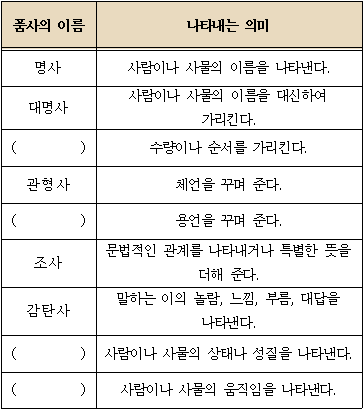 품사의 이름 나타내는 의미
명사 사람이나 사물의 이름을 나타낸다.
대명사 사람이나 사물의 이름을 대신하여
가리킨다.
( ) 수량이나 순서를 가리킨다.
관형사 체언을 꾸며 준다.
( ) 용언을 꾸며 준다.
조사 문법적인 관계를 나타내거나 특별한 뜻을
더해 준다.
감탄사 말하는 이의 놀람, 느낌, 부름, 대답을
나타낸다.
( ) 사람이나 사물의 상태나 성질을 나타낸다.
( ) 사람이나 사물의 움직임을 나타낸다.